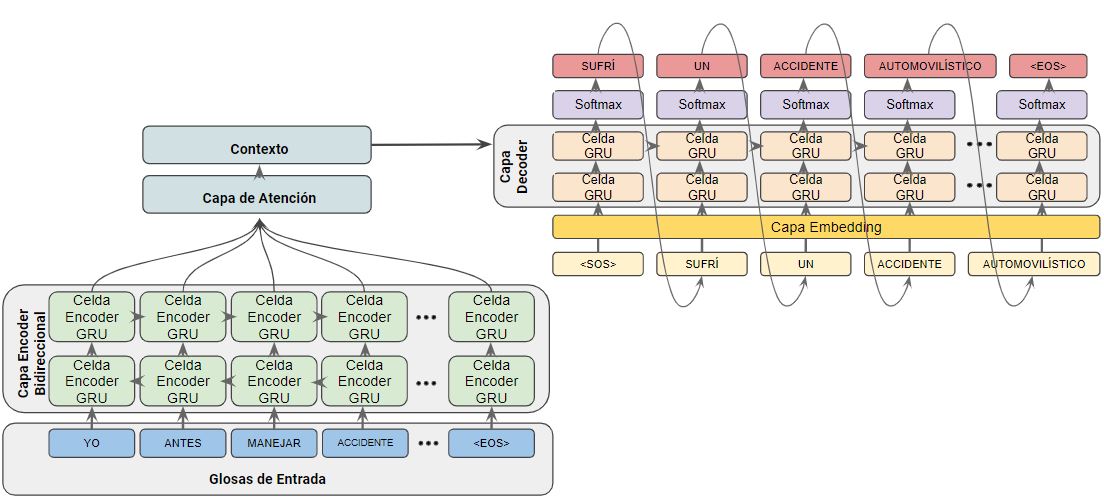 SUFRÍ UN ACCIDENTE AUTOMOVILÍSTICO <EOS>
Softmax Softmax Softmax Softmax Softmax
Capa
Decoder
Celda
GRU
Celda
GRU
Celda
GRU
Celda
GRU
Celda
GRU
Celda
GRU
Celda
GRU
Celda
GRU
Celda
GRU
Celda
GRU
Capa Embedding
<SOS> SUFRÍ UN ACCIDENTE AUTOMOVILÍSTICO
Contexto
Capa de Atención
Capa Encoder
Bidireccional
Celda
Encoder
GRU
Celda
Encoder
GRU
Celda
Encoder
GRU
Celda
Encoder
GRU
Celda
Encoder
GRU
Celda
Encoder
GRU
Celda
Encoder
GRU
Celda
Encoder
GRU
Celda
Encoder
GRU
Celda
Encoder
GRU
YO ANTES MANEJAR ACCIDENTE <EOS>
Glosas de Entrada